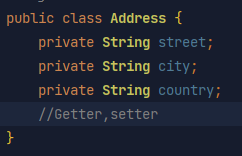 public class Address {
    private String street;
    private String city;
    private String country;
    //Getter,setter
}